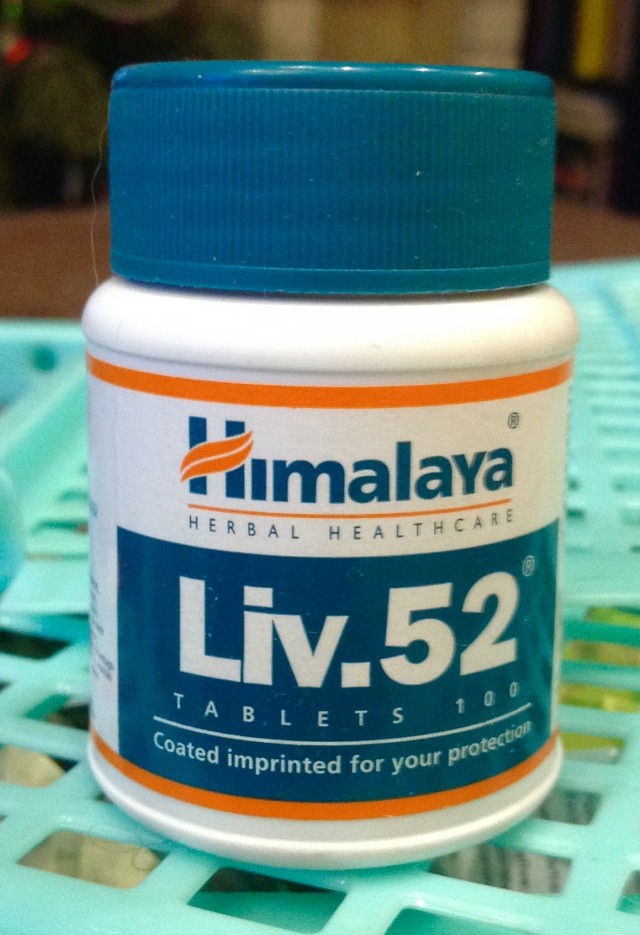 Himalaya®
HERBAL HEALTHCARE
Liv.52®
TABLETS 100
Coated imprinted for your protection